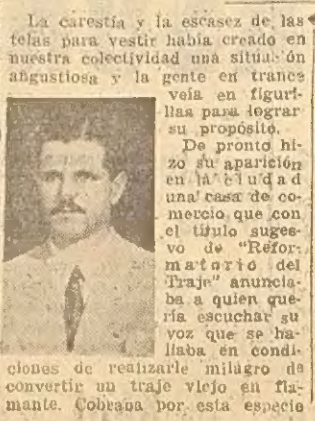 La carestía y la escasez de las
telas para vestir había creado en
nuestra colectividad una situa ón
angustiosa y la gente en trance
veía en figuri-
llas para lograr
su propósito.
De pronto hi-
zo su aparición
en la ciudad
una casa de co-
mercio que con
el título suges-
vo de "Refor-
matorio del
Traje" anuncia-
ba a quien que-
ría escuchar su
voz que se ha-
llaba en condi-
ciones de realizarle milagro de
convertir un traje viejo en fla-
mante. Cobraba por esta especie